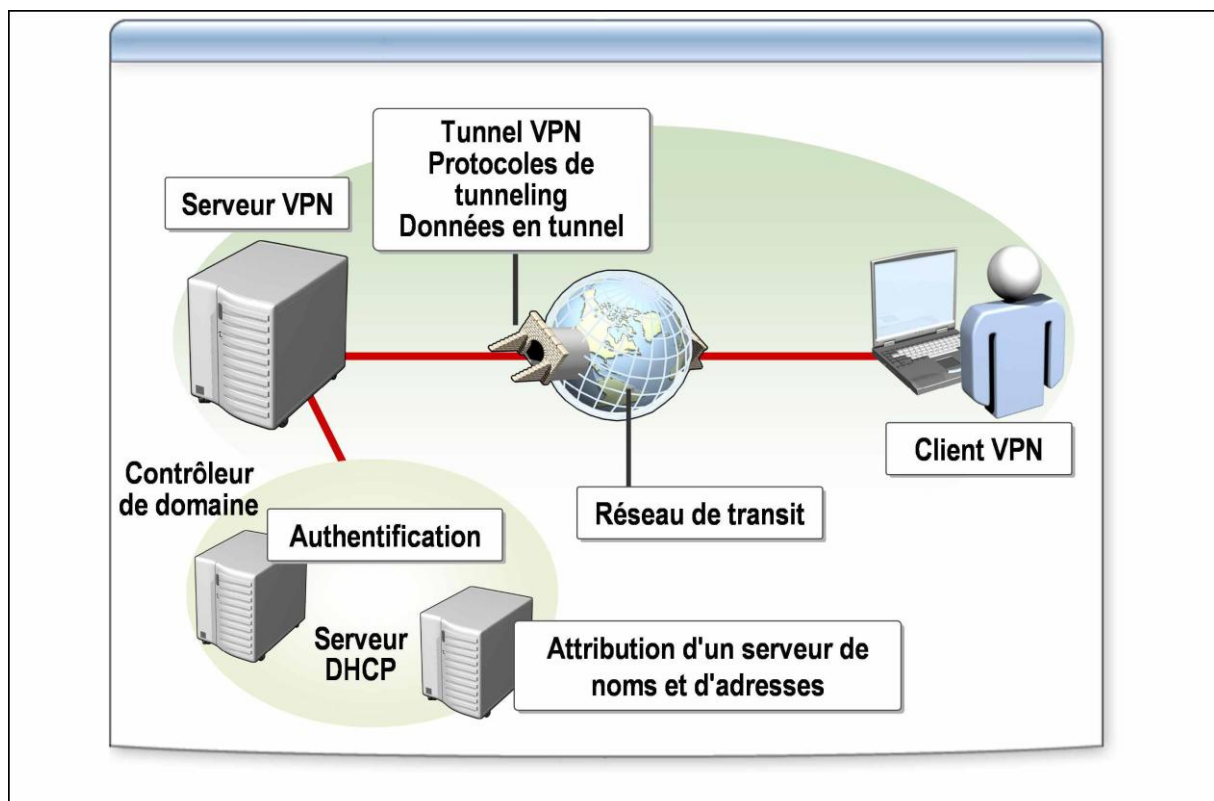 Tunnel VPN
Protocoles de
tunneling
Données en tunnel
Serveur VPN
Client VPN
Réseau de transit
Contrôleur
de domaine
Authentification
Serveur
DHCP
Attribution d'un serveur de
noms et d'adresses